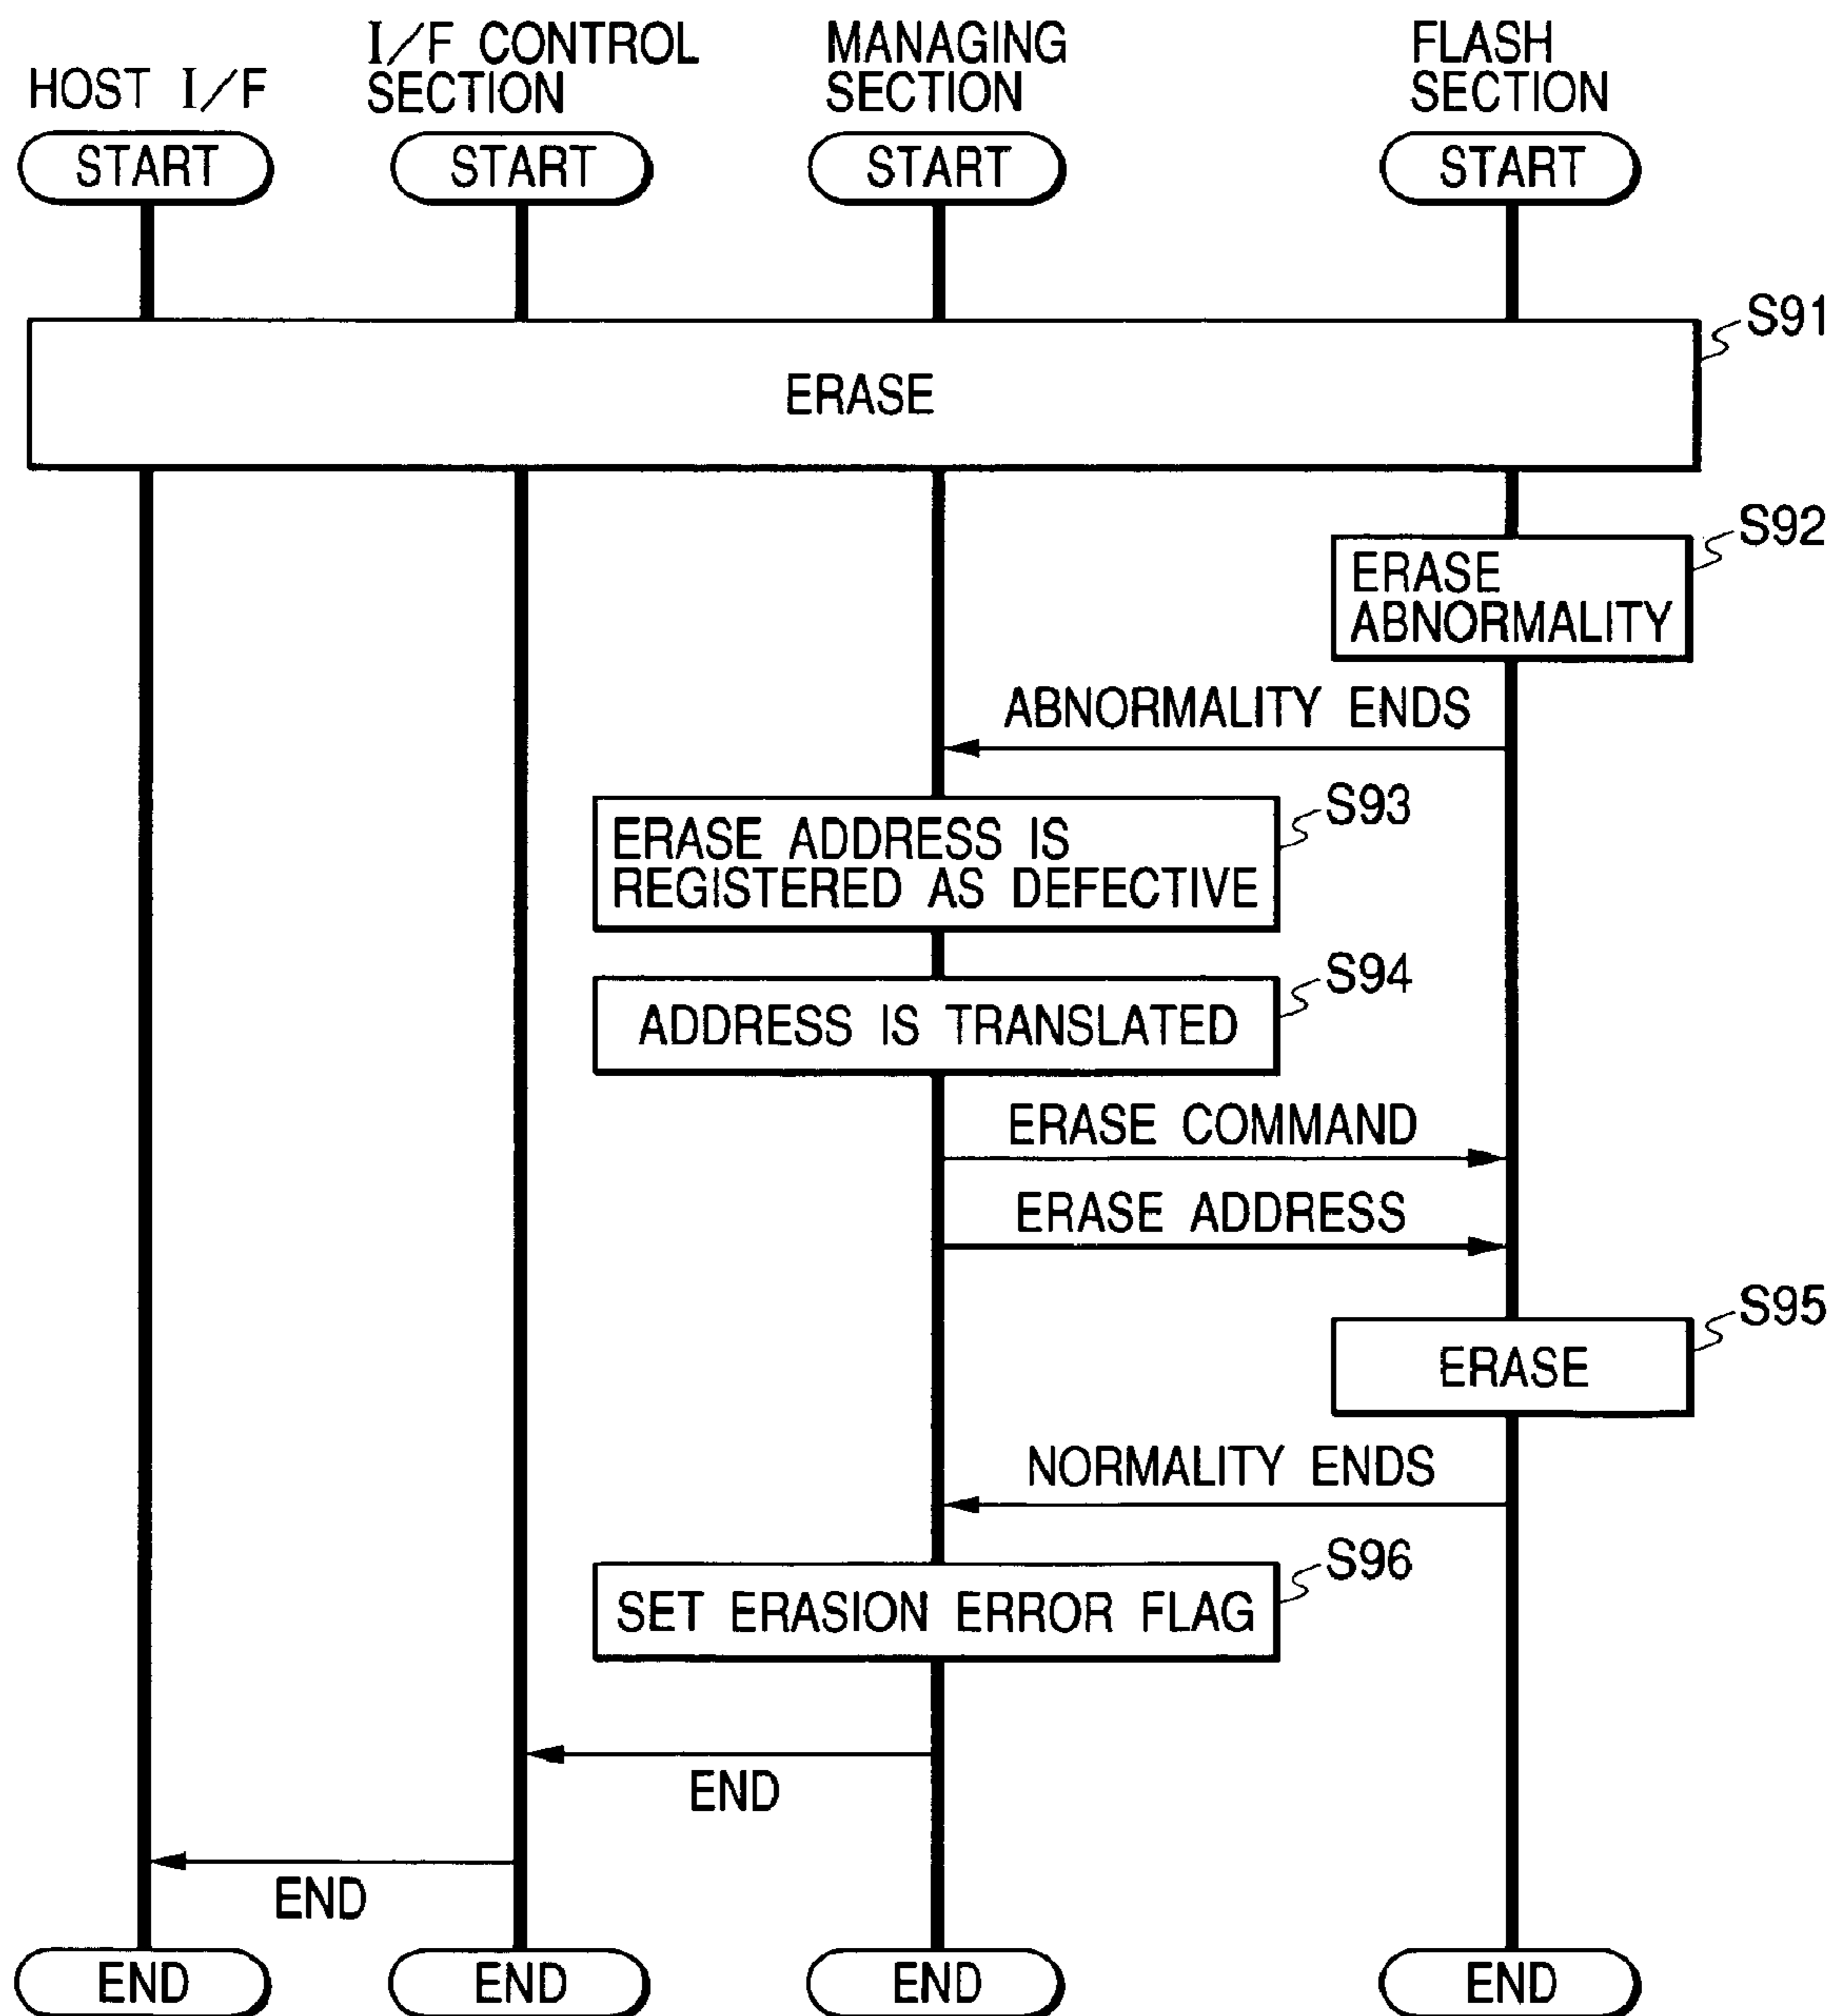 HOST I/F
I/F CONTROL
SECTION
MANAGING
SECTION
FLASH
SECTION
START
START
START
START
S91
ERASE
S92
ERASE
ABNORMALITY
ABNORMALITY ENDS
S93
ERASE ADDRESS IS
REGISTERED AS DEFECTIVE
S94
ADDRESS IS TRANSLATED
ERASE COMMAND
ERASE ADDRESS
S95
ERASE
NORMALITY ENDS
S96
SET ERASION ERROR FLAG
END
END
END
END
END
END